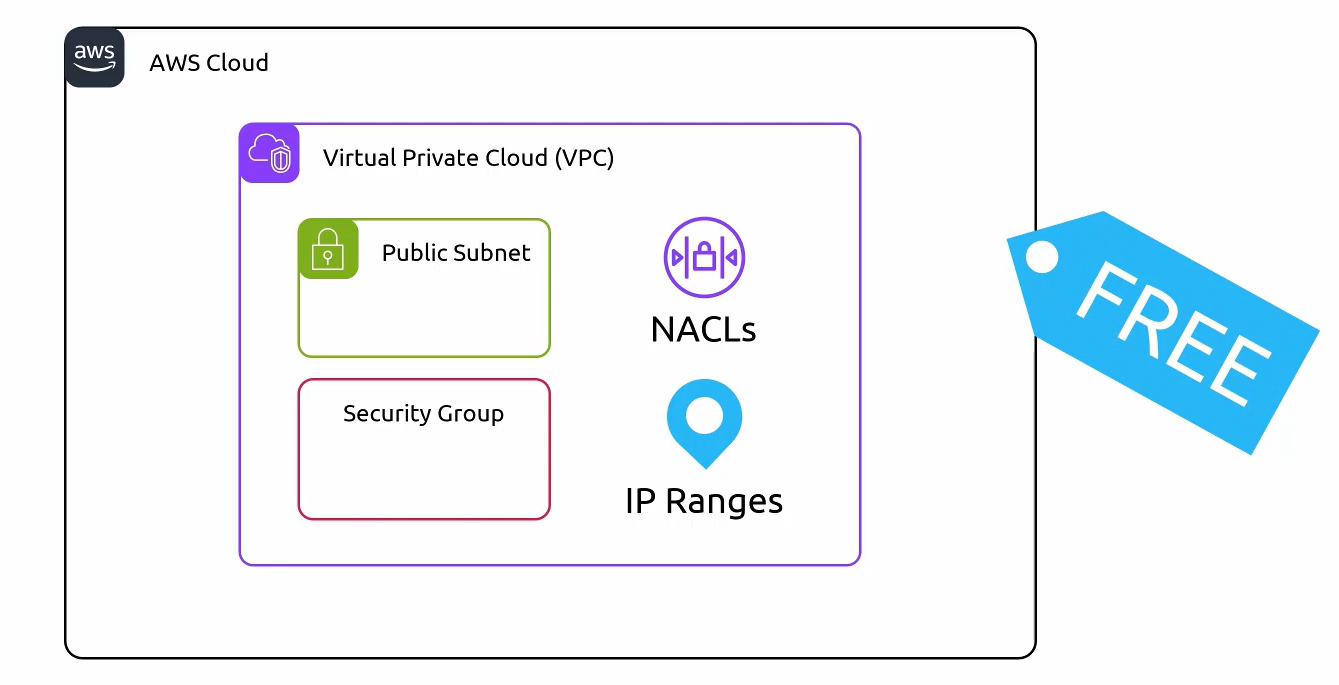 aws
AWS Cloud
Virtual Private Cloud (VPC)
Public Subnet
NACLs
Security Group
IP Ranges
FREE